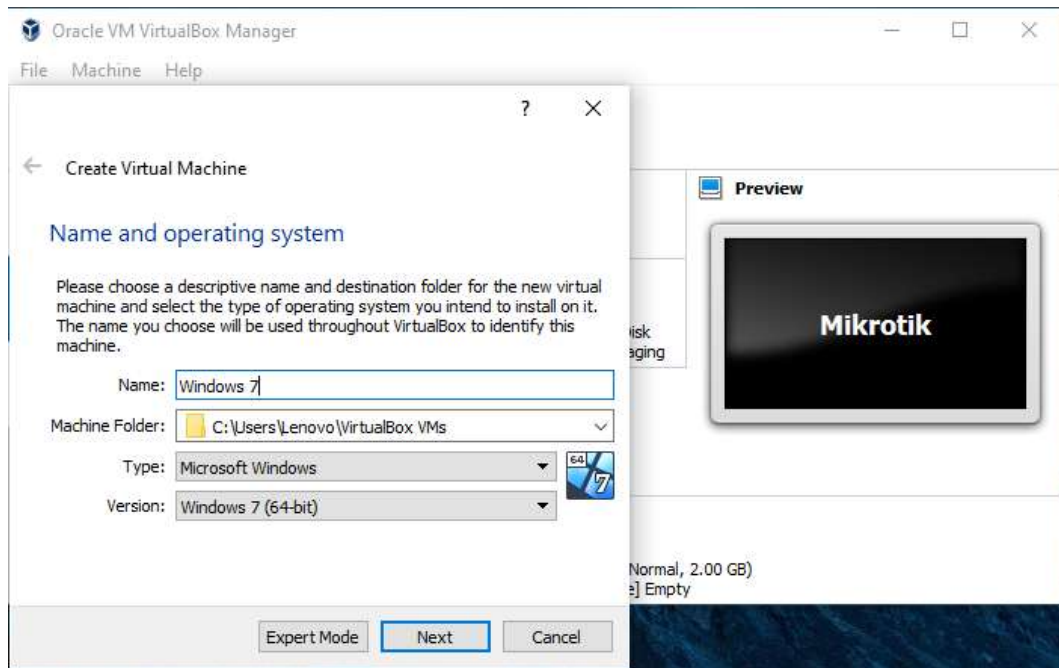 Oracle VM VirtualBox Manager
File Machine Help
?
Create Virtual Machine
Name and operating system
Please choose a descriptive name and destination folder for the new virtual
machine and select the type of operating system you intend to install on it.
The name you choose will be used throughout VirtualBox to identify this
machine.
Name: Windows 7
Machine Folder: C:\Users\Lenovo\VirtualBox VMs
Type: Microsoft Windows
64
7
Version: Windows 7 (64-bit)
Expert Mode Next Cancel
Preview
Mikrotik
isk
aging
Normal, 2.00 GB)
e] Empty